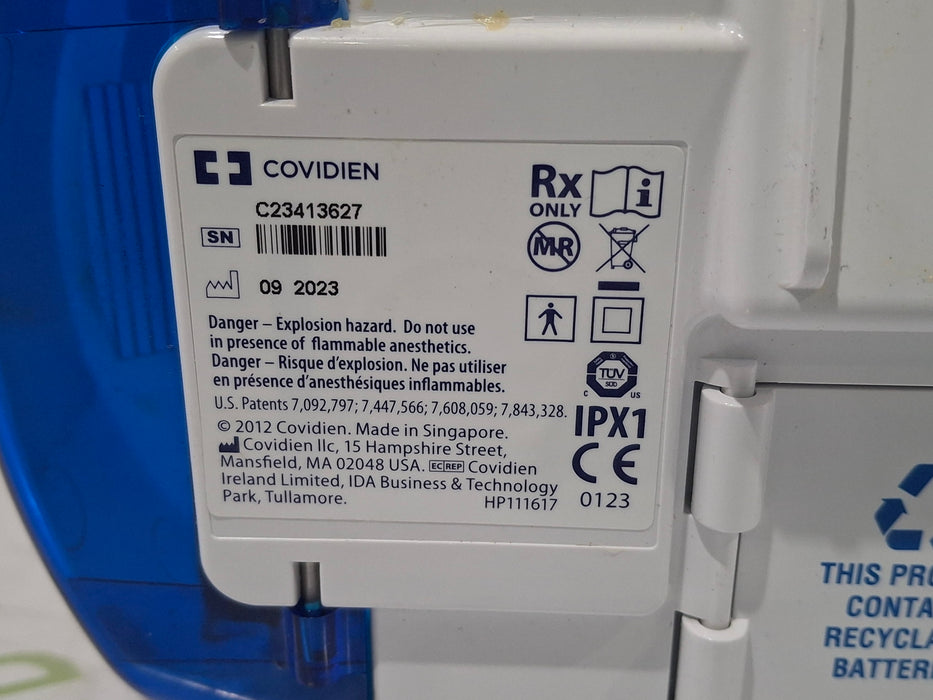 COVIDIEN
C23413627
SN
09 2023
Danger – Explosion hazard. Do not use
in presence of flammable anesthetics.
Danger – Risque d'explosion. Ne pas utiliser
en présence d'anesthésiques inflammables.
U.S. Patents 7,092,797; 7,447,566; 7,608,059; 7,843,328.
© 2012 Covidien. Made in Singapore.
Covidien llc, 15 Hampshire Street,
Mansfield, MA 02048 USA. EC REP Covidien
Ireland Limited, IDA Business & Technology
Park, Tullamore.
HP111617
Rx
ONLY
i
MR
TÜV
SÜD
C US
IPX1
CE
0123
THIS PRO
CONTA
RECYCLA
BATTER